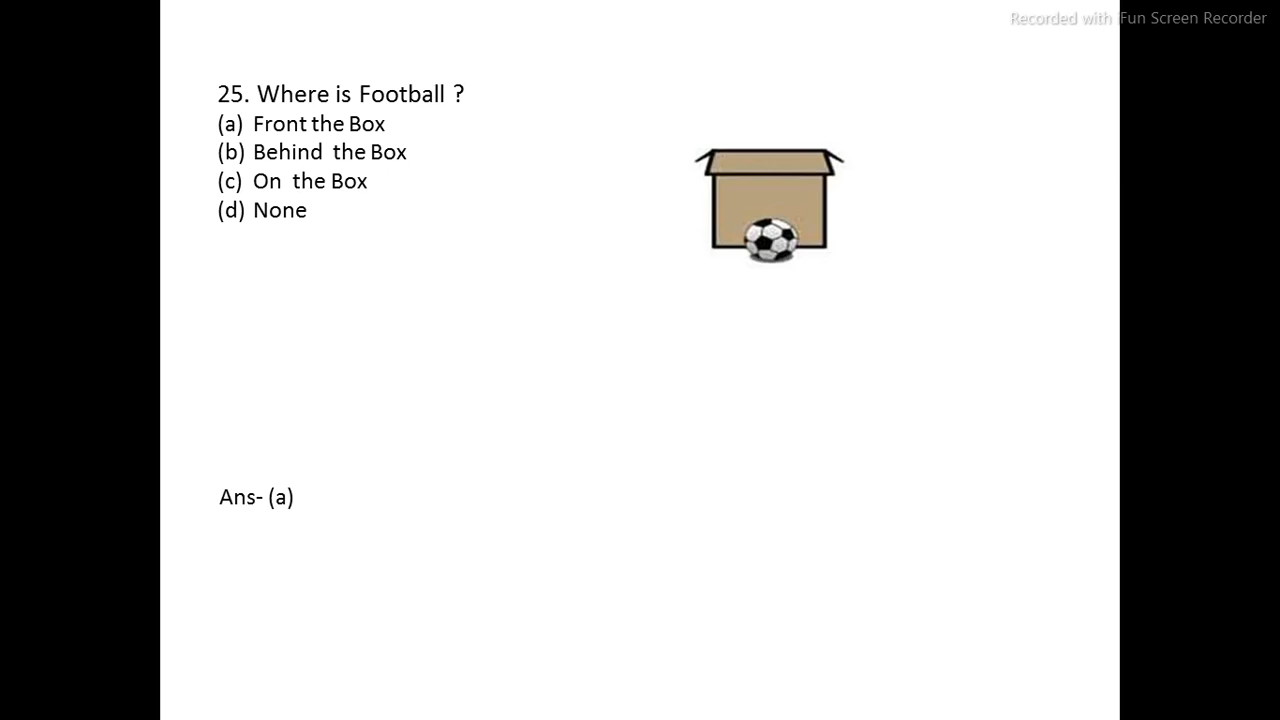 Recorded with iFun Screen Recorder
25. Where is Football ?
(a) Front the Box
(b) Behind the Box
(c) On the Box
(d) None
Ans- (a)